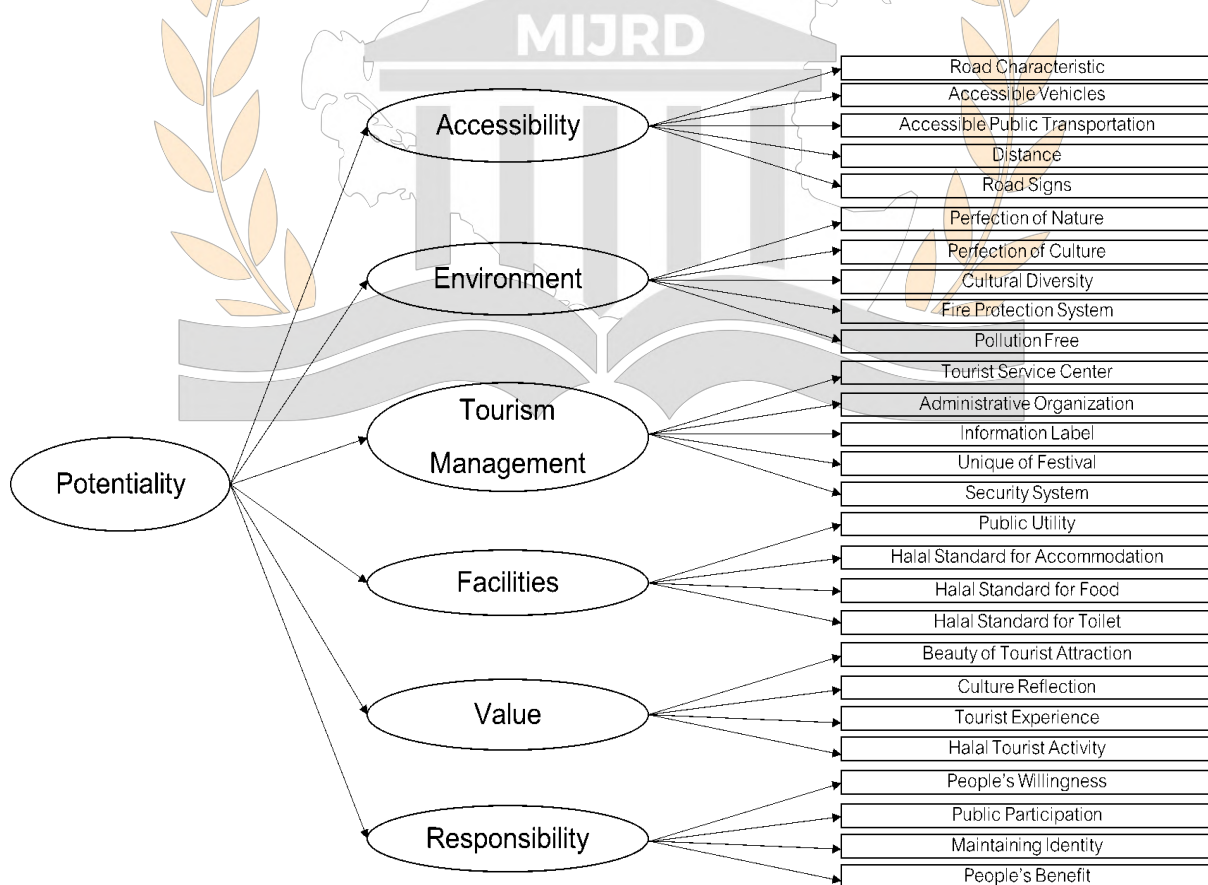 MIJRD
Road Characteristic
Accessible Vehicles
Accessible Public Transportation
Distance
Road Signs
Accessibility
Perfection of Nature
Perfection of Culture
Cultural Diversity
Fire Protection System
Pollution Free
Environment
Tourist Service Center
Administrative Organization
Information Label
Unique of Festival
Security System
Tourism
Management
Potentiality
Public Utility
Halal Standard for Accommodation
Halal Standard for Food
Halal Standard for Toilet
Facilities
Beauty of Tourist Attraction
Culture Reflection
Tourist Experience
Halal Tourist Activity
Value
People's Willingness
Public Participation
Maintaining Identity
People's Benefit
Responsibility